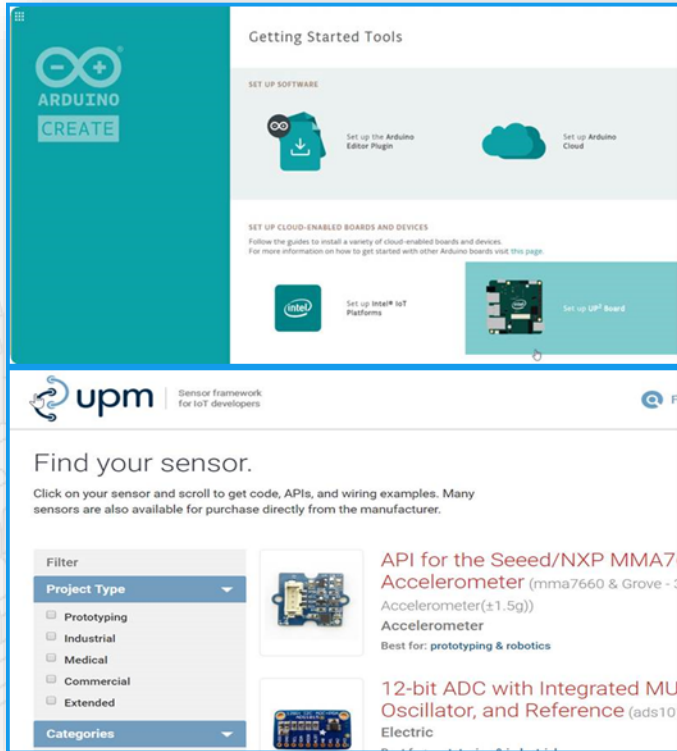 Getting Started Tools
ARDUINO
CREATE
SET UP SOFTWARE
Set up the Arduino
Editor Plugin
Set up Arduino
Cloud
SET UP CLOUD-ENABLED BOARDS AND DEVICES
Follow the guides to install a variety of cloud-enabled boards and devices.
For more information on how to get started with other Arduino boards visit this page.
intel
Set up Intel® IoT
Platforms
Set up UP² Board
upm
Sensor framework
for IoT developers
F
Find your sensor.
Click on your sensor and scroll to get code, APIs, and wiring examples. Many
sensors are also available for purchase directly from the manufacturer.
Filter
Project Type
Prototyping
Industrial
Medical
Commercial
Extended
Categories
API for the Seeed/NXP MMA7
Accelerometer (mma7660 & Grove - 3
Accelerometer(±1.5g))
Accelerometer
Best for: prototyping & robotics
12-bit ADC with Integrated MU
Oscillator, and Reference (ads10
Electric